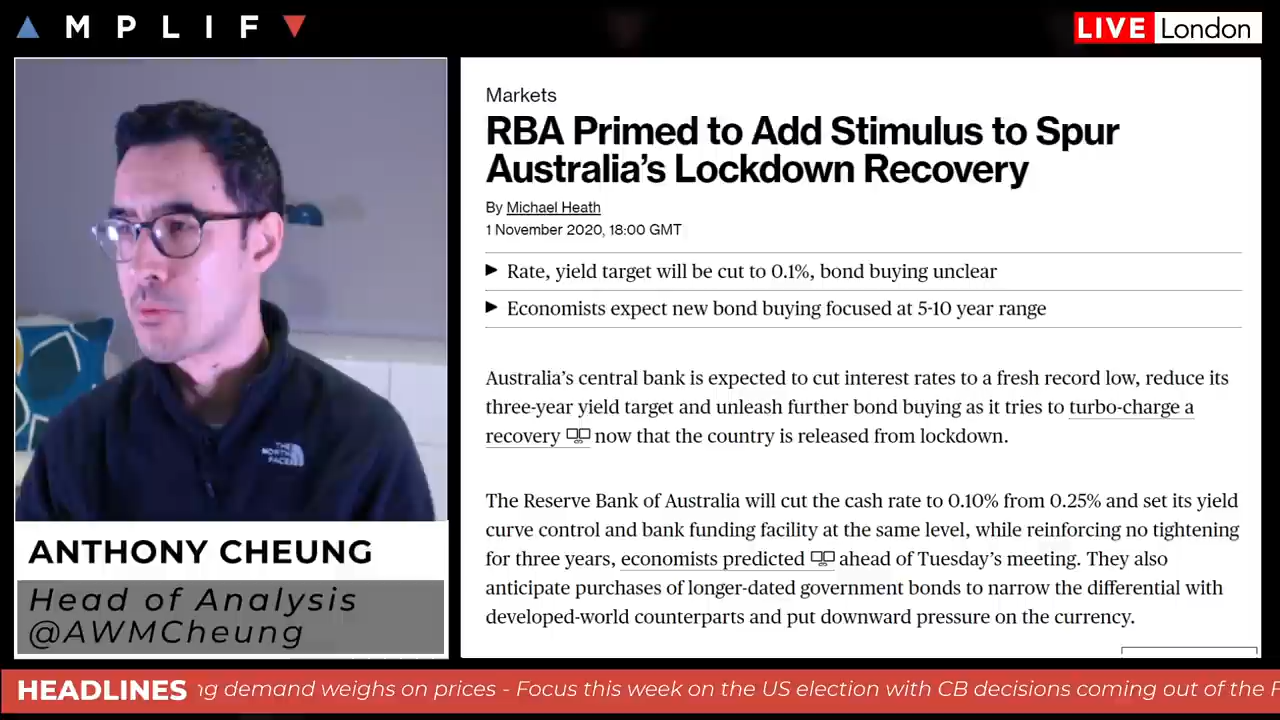 AMPLIFY
LIVE London
Markets
RBA Primed to Add Stimulus to Spur
Australia's Lockdown Recovery
By Michael Heath
1 November 2020, 18:00 GMT
Rate, yield target will be cut to 0.1%, bond buying unclear
Economists expect new bond buying focused at 5-10 year range
Australia's central bank is expected to cut interest rates to a fresh record low, reduce its
three-year yield target and unleash further bond buying as it tries to turbo-charge a
recovery now that the country is released from lockdown.
The Reserve Bank of Australia will cut the cash rate to 0.10% from 0.25% and set its yield
curve control and bank funding facility at the same level, while reinforcing no tightening
for three years, economists predicted ahead of Tuesday's meeting. They also
anticipate purchases of longer-dated government bonds to narrow the differential with
developed-world counterparts and put downward pressure on the currency.
THE
NORTH
FACE
ANTHONY CHEUNG
Head of Analysis
@AWMCheung
HEADLINES demand weighs on prices - Focus this week on the US election with CB decisions coming out of the